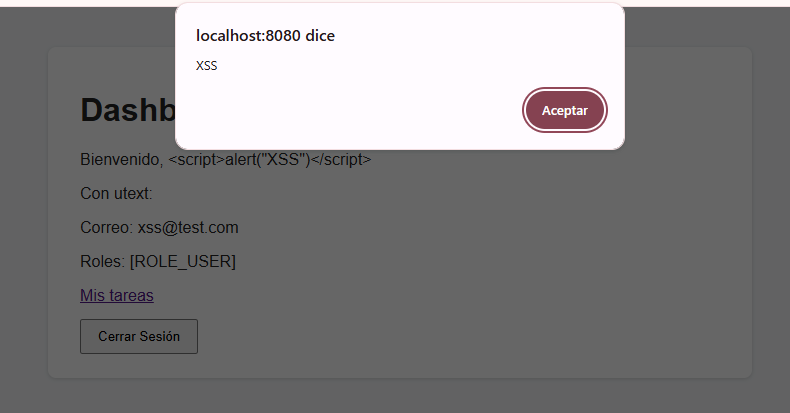 localhost:8080 dice
XSS
Aceptar
Dashb
Bienvenido, <script>alert("XSS")</script>
Con utext:
Correo: xss@test.com
Roles: [ROLE_USER]
Mis tareas
Cerrar Sesión